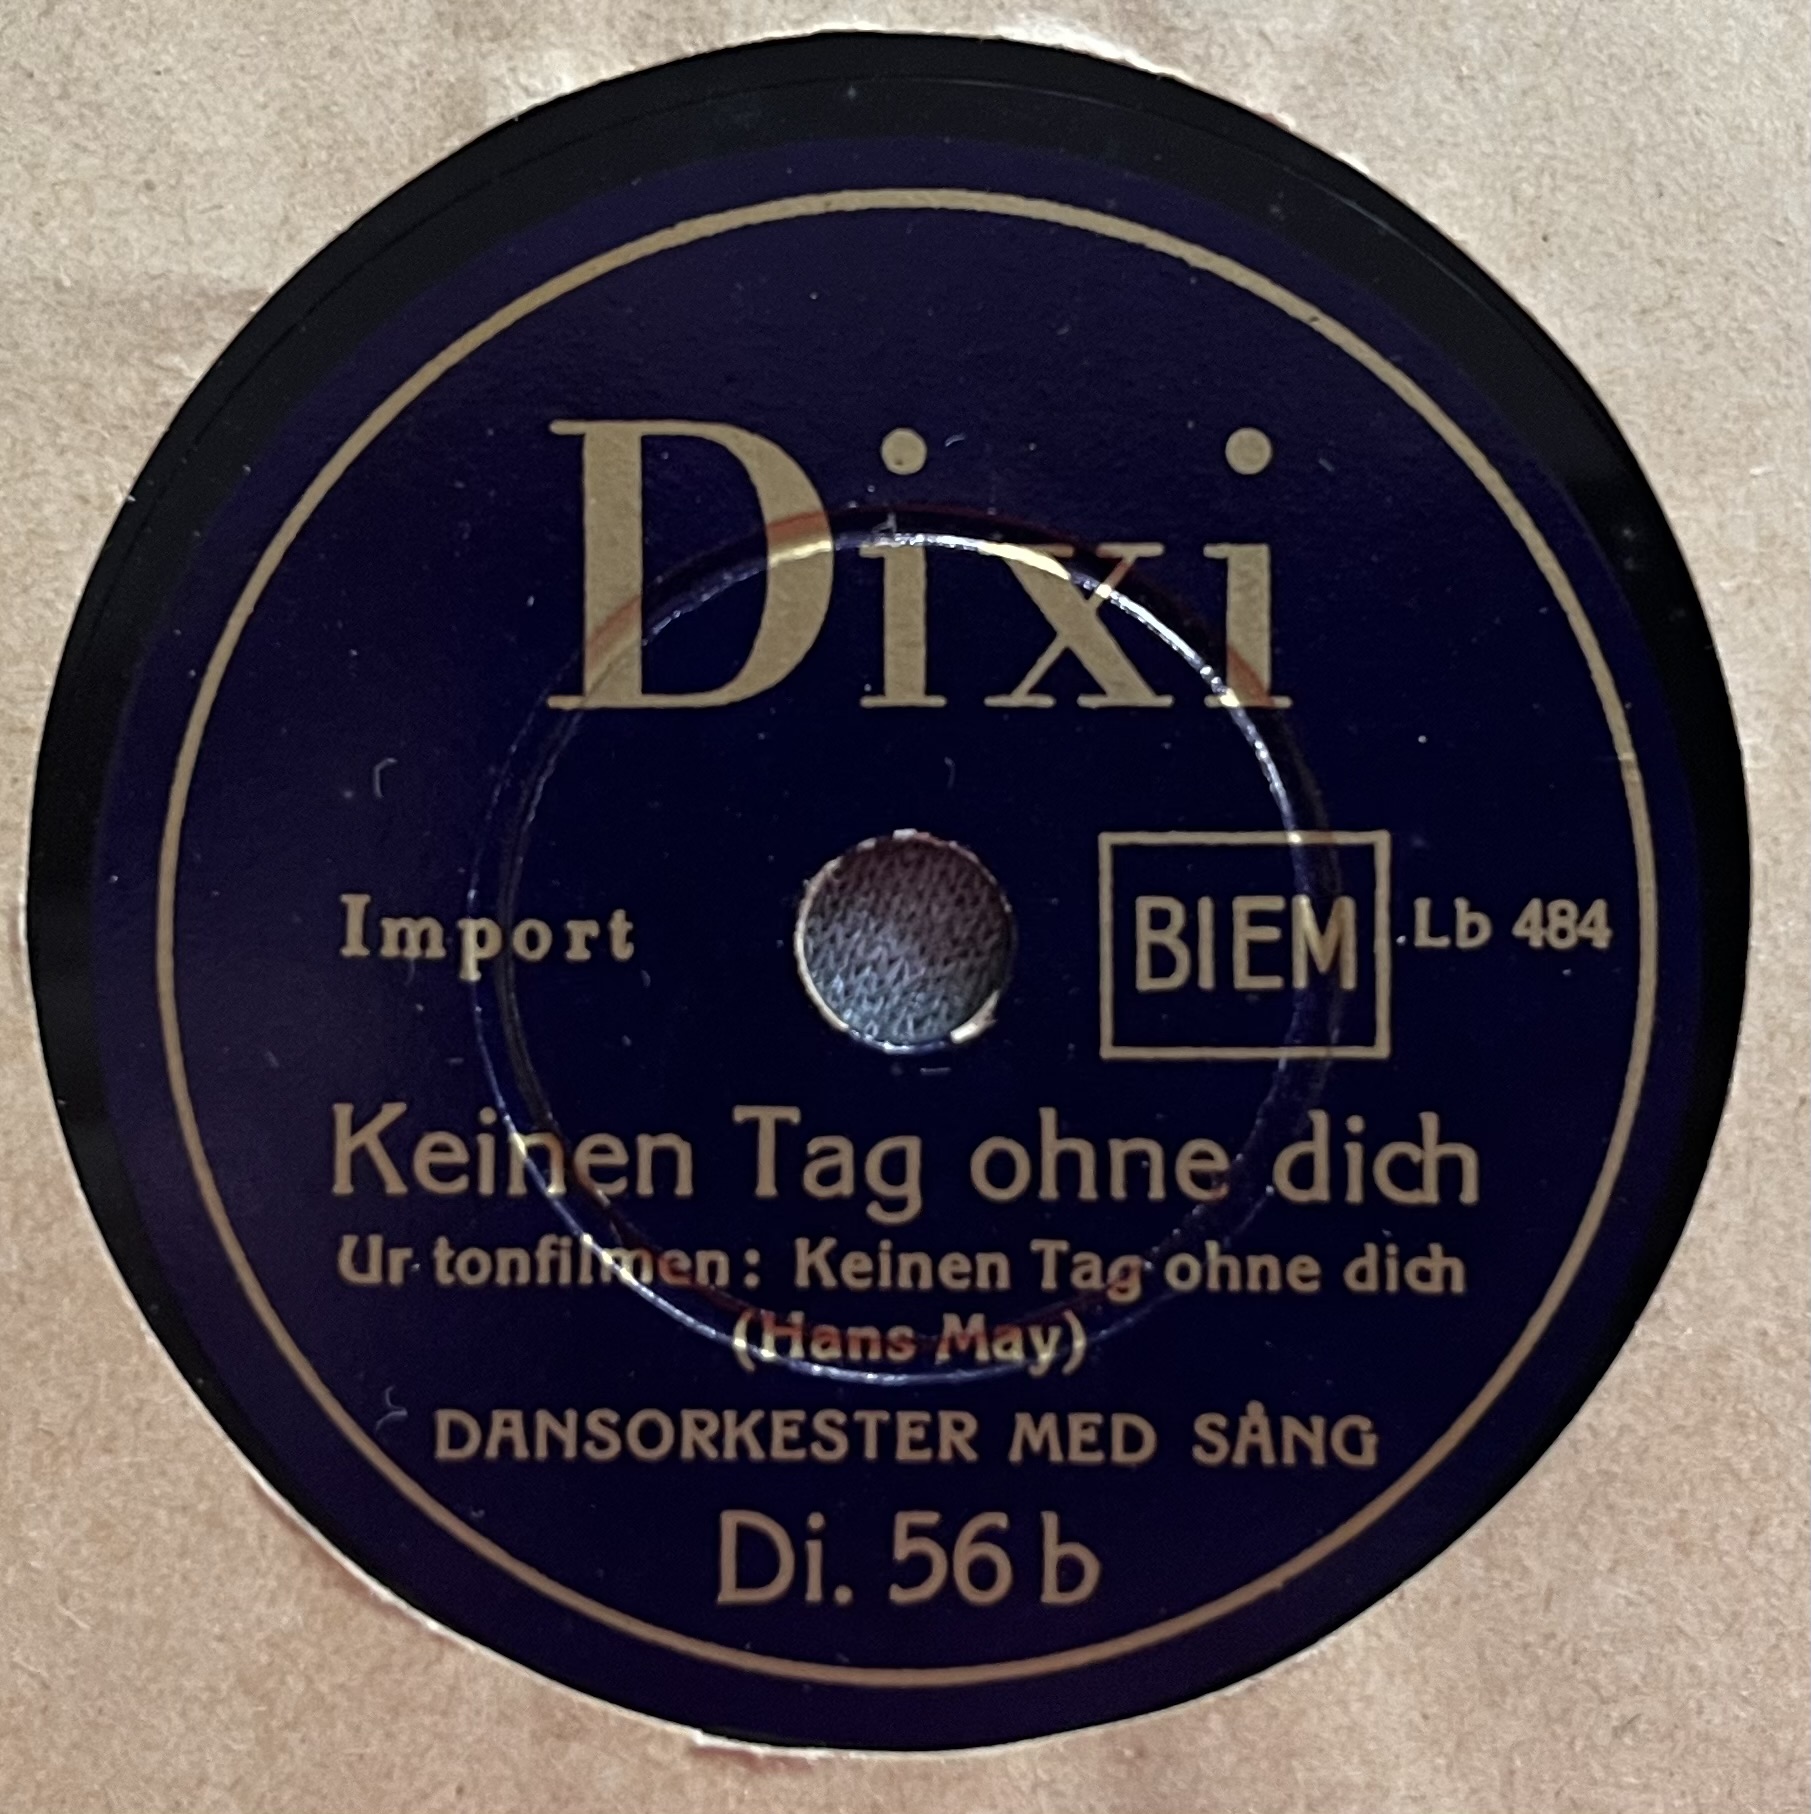 Dixi
Import
BIEM
Lb 484
Keinen Tag ohne dich
Ur tonfilmen: Keinen Tag ohne dich
(Hans May)
DANSORKESTER MED SÅNG
Di. 56 b